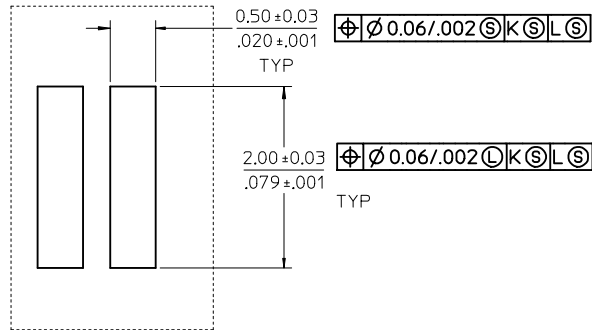 0.50 ±0.03
.020 ±.001
TYP
⌖ Ø 0.06/.002 Ⓢ K Ⓢ L Ⓢ
2.00 ±0.03
.079 ±.001
⌖ Ø 0.06/.002 Ⓛ K Ⓢ L Ⓢ
TYP